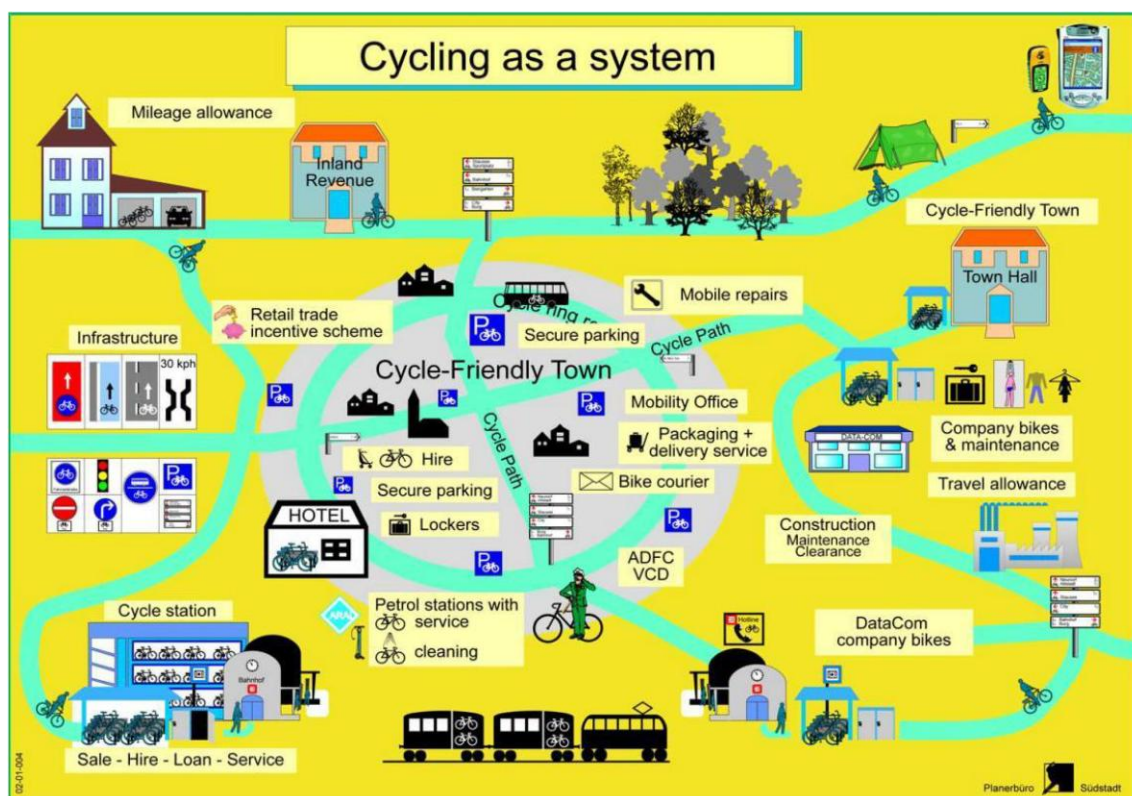 Cycling as a system
Mileage allowance
Inland
Revenue
Cycle-Friendly Town
Town Hall
Retail trade
incentive scheme
Mobile repairs
Infrastructure
30 kph
P
Secure parking
Cycle Path
Cycle-Friendly Town
P
P
P
Mobility Office
Packaging +
delivery service
DATA-COM
Company bikes
& maintenance
Hire
Cycle Path
P
Bike courier
Secure parking
P
Travel allowance
Lockers
HOTEL
P
Construction
Maintenance
Clearance
P
ADFC
VCD
Cycle station
ARAL
Petrol stations with
service
cleaning
Hotline
DataCom
company bikes
Bahnhof
Sale - Hire - Loan - Service
02-01-004
Planerbüro Südstadt